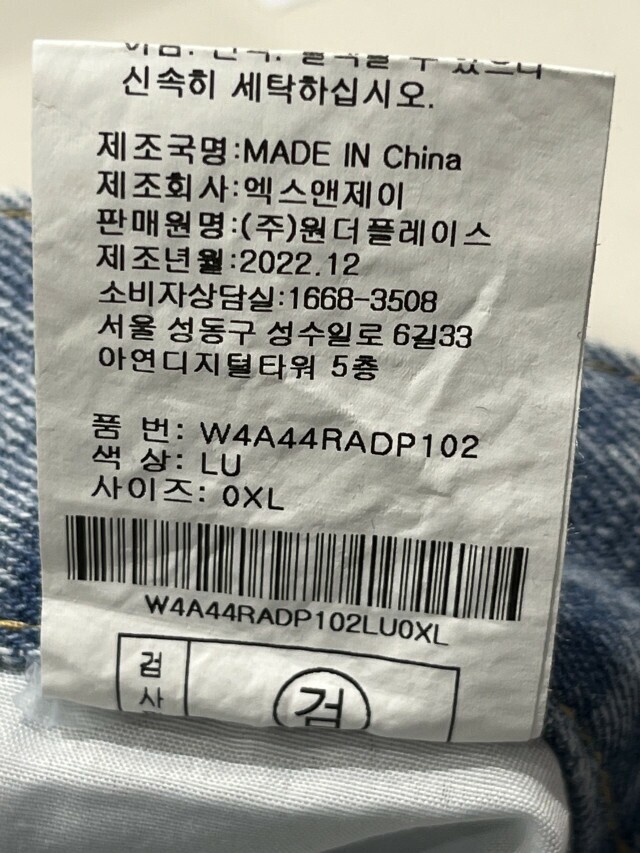 수 있으니
신속히 세탁하십시오.
제조국명:MADE IN China
제조회사:엑스앤제이
판매원명:(주)원더플레이스
제조년월:2022.12
소비자상담실:1668-3508
서울 성동구 성수일로 6길33
아연디지털타워 5층
품 번: W4A44RADP102
색 상: LU
사이즈: 0XL
W4A44RADP102LU0XL
검사
검